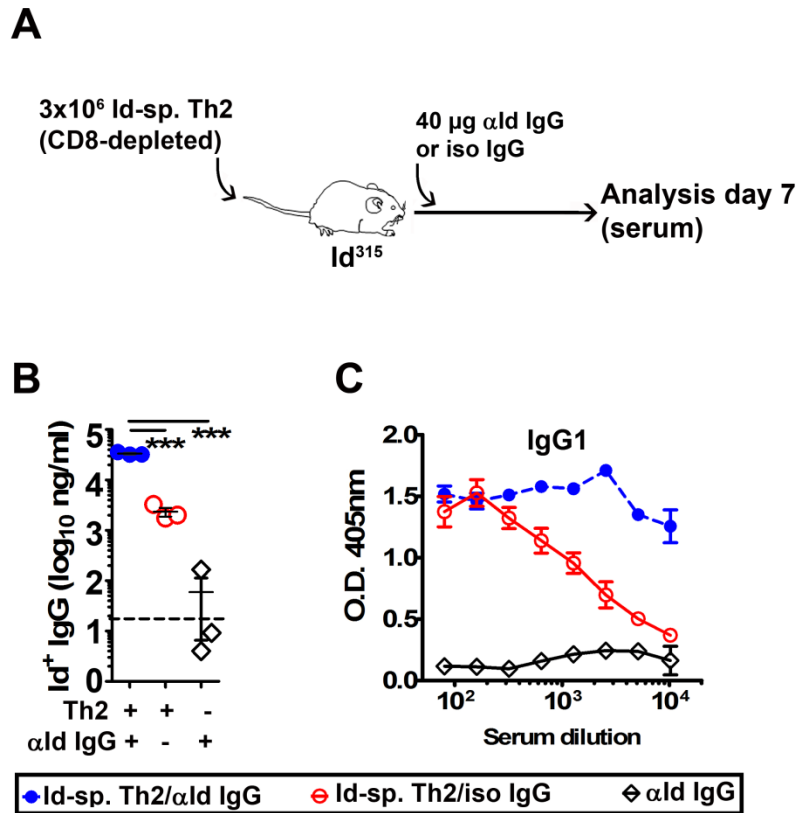 A
3x10⁶ Id-sp. Th2
(CD8-depleted)
40 µg αId IgG
or iso IgG
Analysis day 7
(serum)
Id³¹⁵
B
C
*** ***
Id⁺ IgG (log₁₀ ng/ml)
5
4
3
2
1
0
Th2 + + -
αId IgG + - +
IgG1
O.D. 405nm
2.0
1.5
1.0
0.5
0.0
10² 10³ 10⁴
Serum dilution
Id-sp. Th2/αId IgG Id-sp. Th2/iso IgG αId IgG